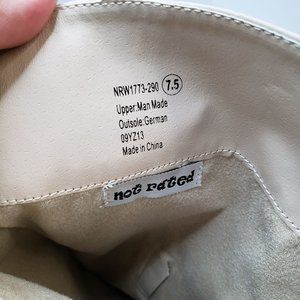 NRW1773-290 7.5
Upper:Man Made
Outsole:German
09YZ13
Made in China
not rated